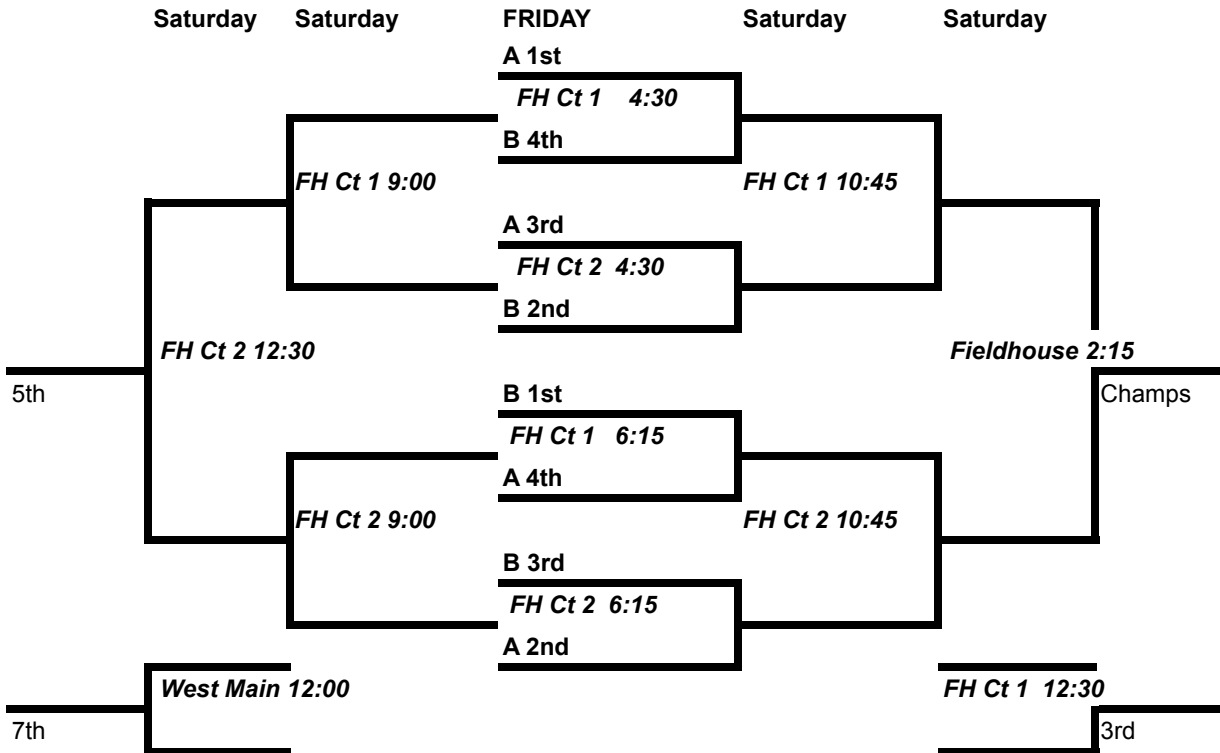 Saturday Saturday FRIDAY Saturday Saturday
A 1st
FH Ct 1 4:30
B 4th
FH Ct 1 9:00 FH Ct 1 10:45
A 3rd
FH Ct 2 4:30
B 2nd
FH Ct 2 12:30 Fieldhouse 2:15
5th B 1st Champs
FH Ct 1 6:15
A 4th
FH Ct 2 9:00 FH Ct 2 10:45
B 3rd
FH Ct 2 6:15
A 2nd
West Main 12:00 FH Ct 1 12:30
7th 3rd